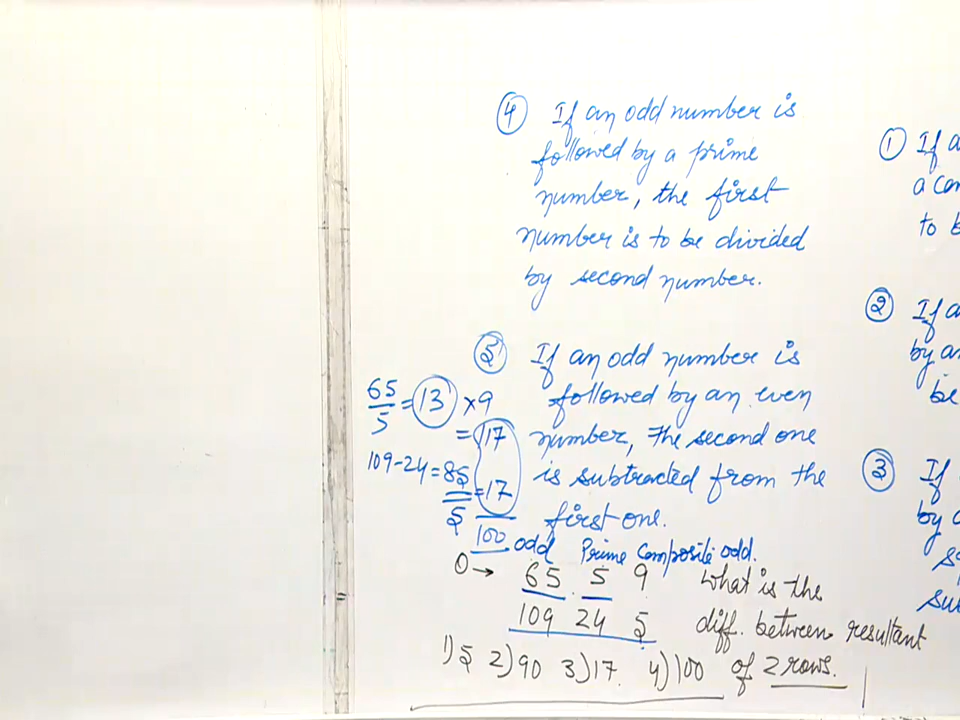 ④ If an odd number is
followed by a prime
number, the first
number is to be divided
by second number.
⑤ If an odd number is
followed by an even
number, the second one
is subtracted from the
first one.
65/5 = 13 × 9
= 117
109-24 = 85/5 = 17
100
odd Prime Composite odd.
65 5 9 What is the
109 24 5 diff. between resultant
1) 5 2) 90 3) 17. 4) 100 of 2 rows.
① If a
a com
to b
② If a
by an
be
③ If
by
su